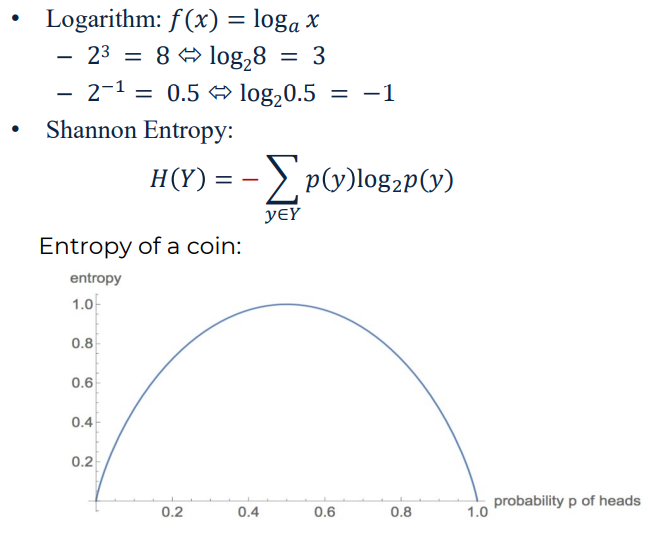 • Logarithm: f(x) = logₐ x
– 2³ = 8 ⇔ log₂8 = 3
– 2⁻¹ = 0.5 ⇔ log₂0.5 = −1
• Shannon Entropy:
H(Y) = − ∑ p(y)log₂p(y)
y∈Y
Entropy of a coin:
entropy
1.0
0.8
0.6
0.4
0.2
0.2 0.4 0.6 0.8 1.0 probability p of heads